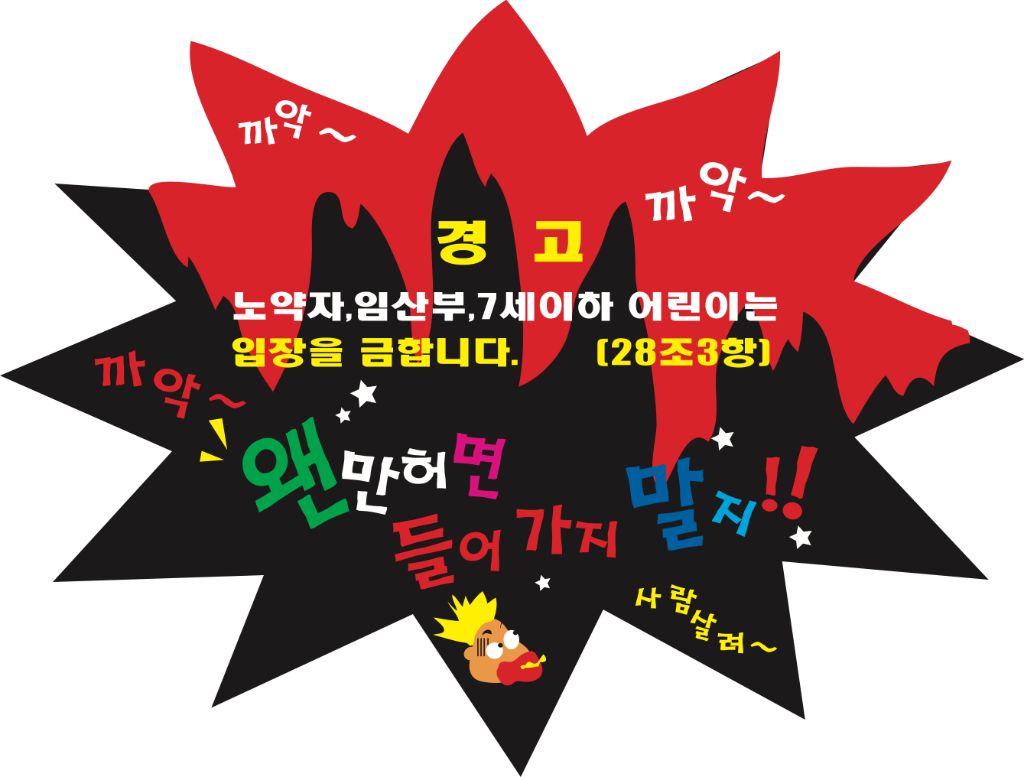 까악~
까악~
경 고
노약자,임산부,7세이하 어린이는
입장을 금합니다. (28조3항)
까악~
왠만허면
들어가지 말지!!
사람살려~